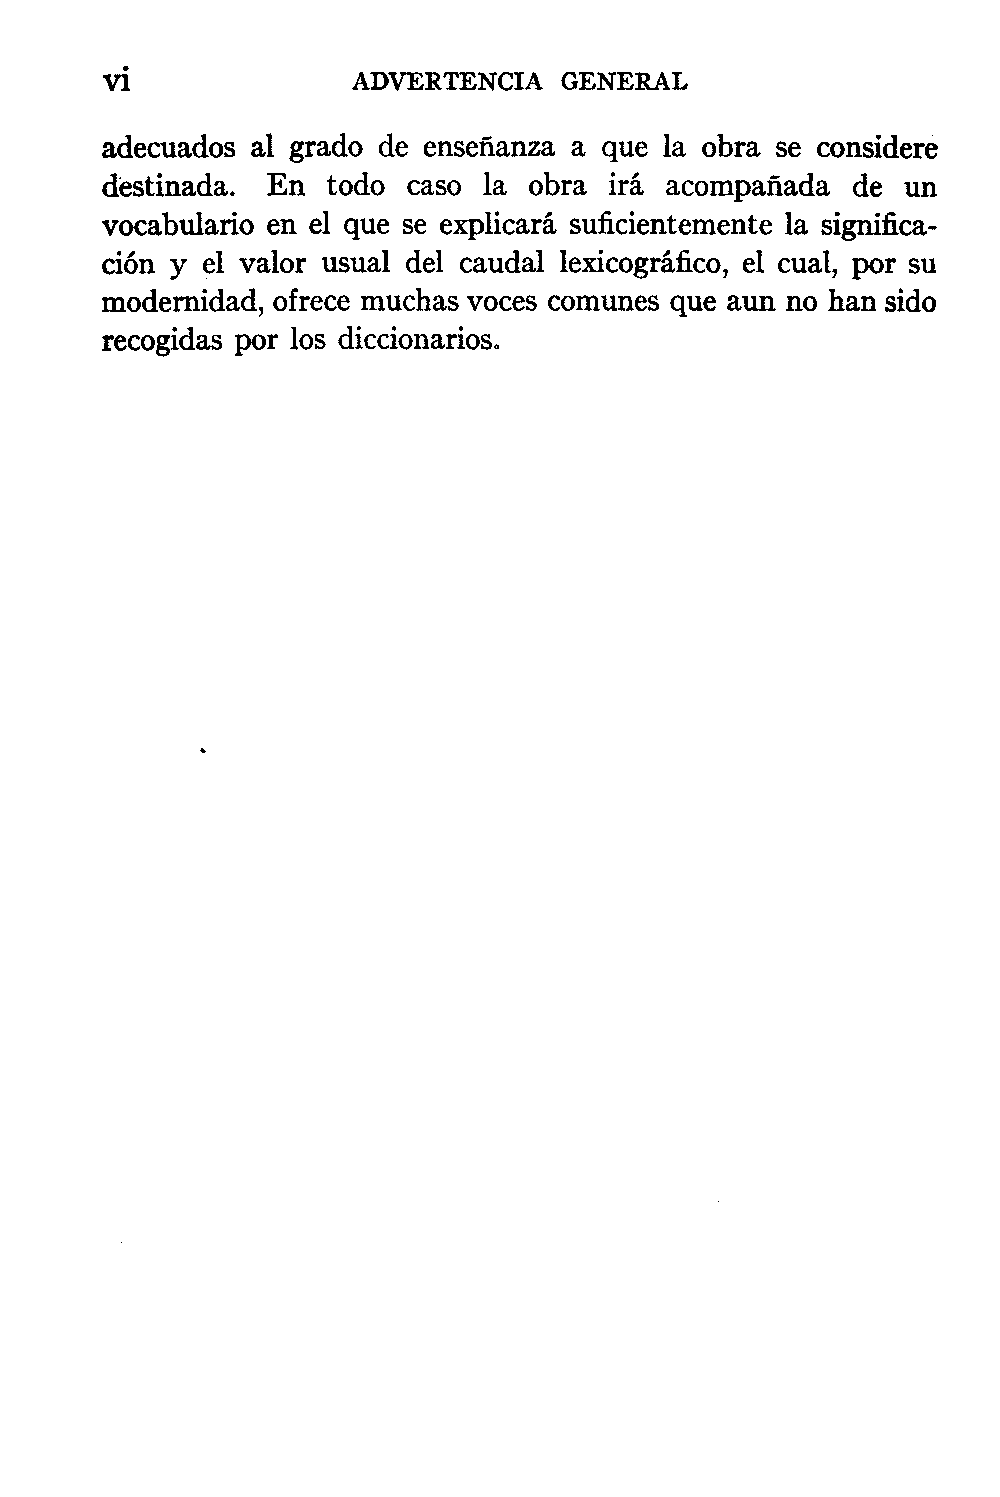 vi ADVERTENCIA GENERAL
adecuados al grado de enseñanza a que la obra se considere
destinada. En todo caso la obra irá acompañada de un
vocabulario en el que se explicará suficientemente la significa-
ción y el valor usual del caudal lexicográfico, el cual, por su
modernidad, ofrece muchas voces comunes que aun no han sido
recogidas por los diccionarios.